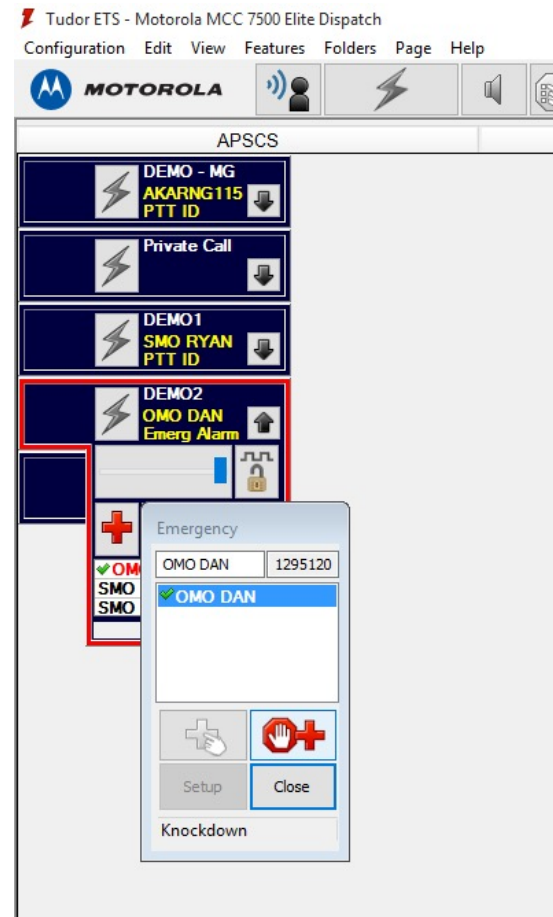 Tudor ETS - Motorola MCC 7500 Elite Dispatch
Configuration Edit View Features Folders Page Help
MOTOROLA
APSCS
DEMO - MG
AKARNG115
PTT ID
Private Call
DEMO1
SMO RYAN
PTT ID
DEMO2
OMO DAN
Emerg Alarm
OM
SMO
SMO
Emergency
OMO DAN 1295120
OMO DAN
Setup Close
Knockdown